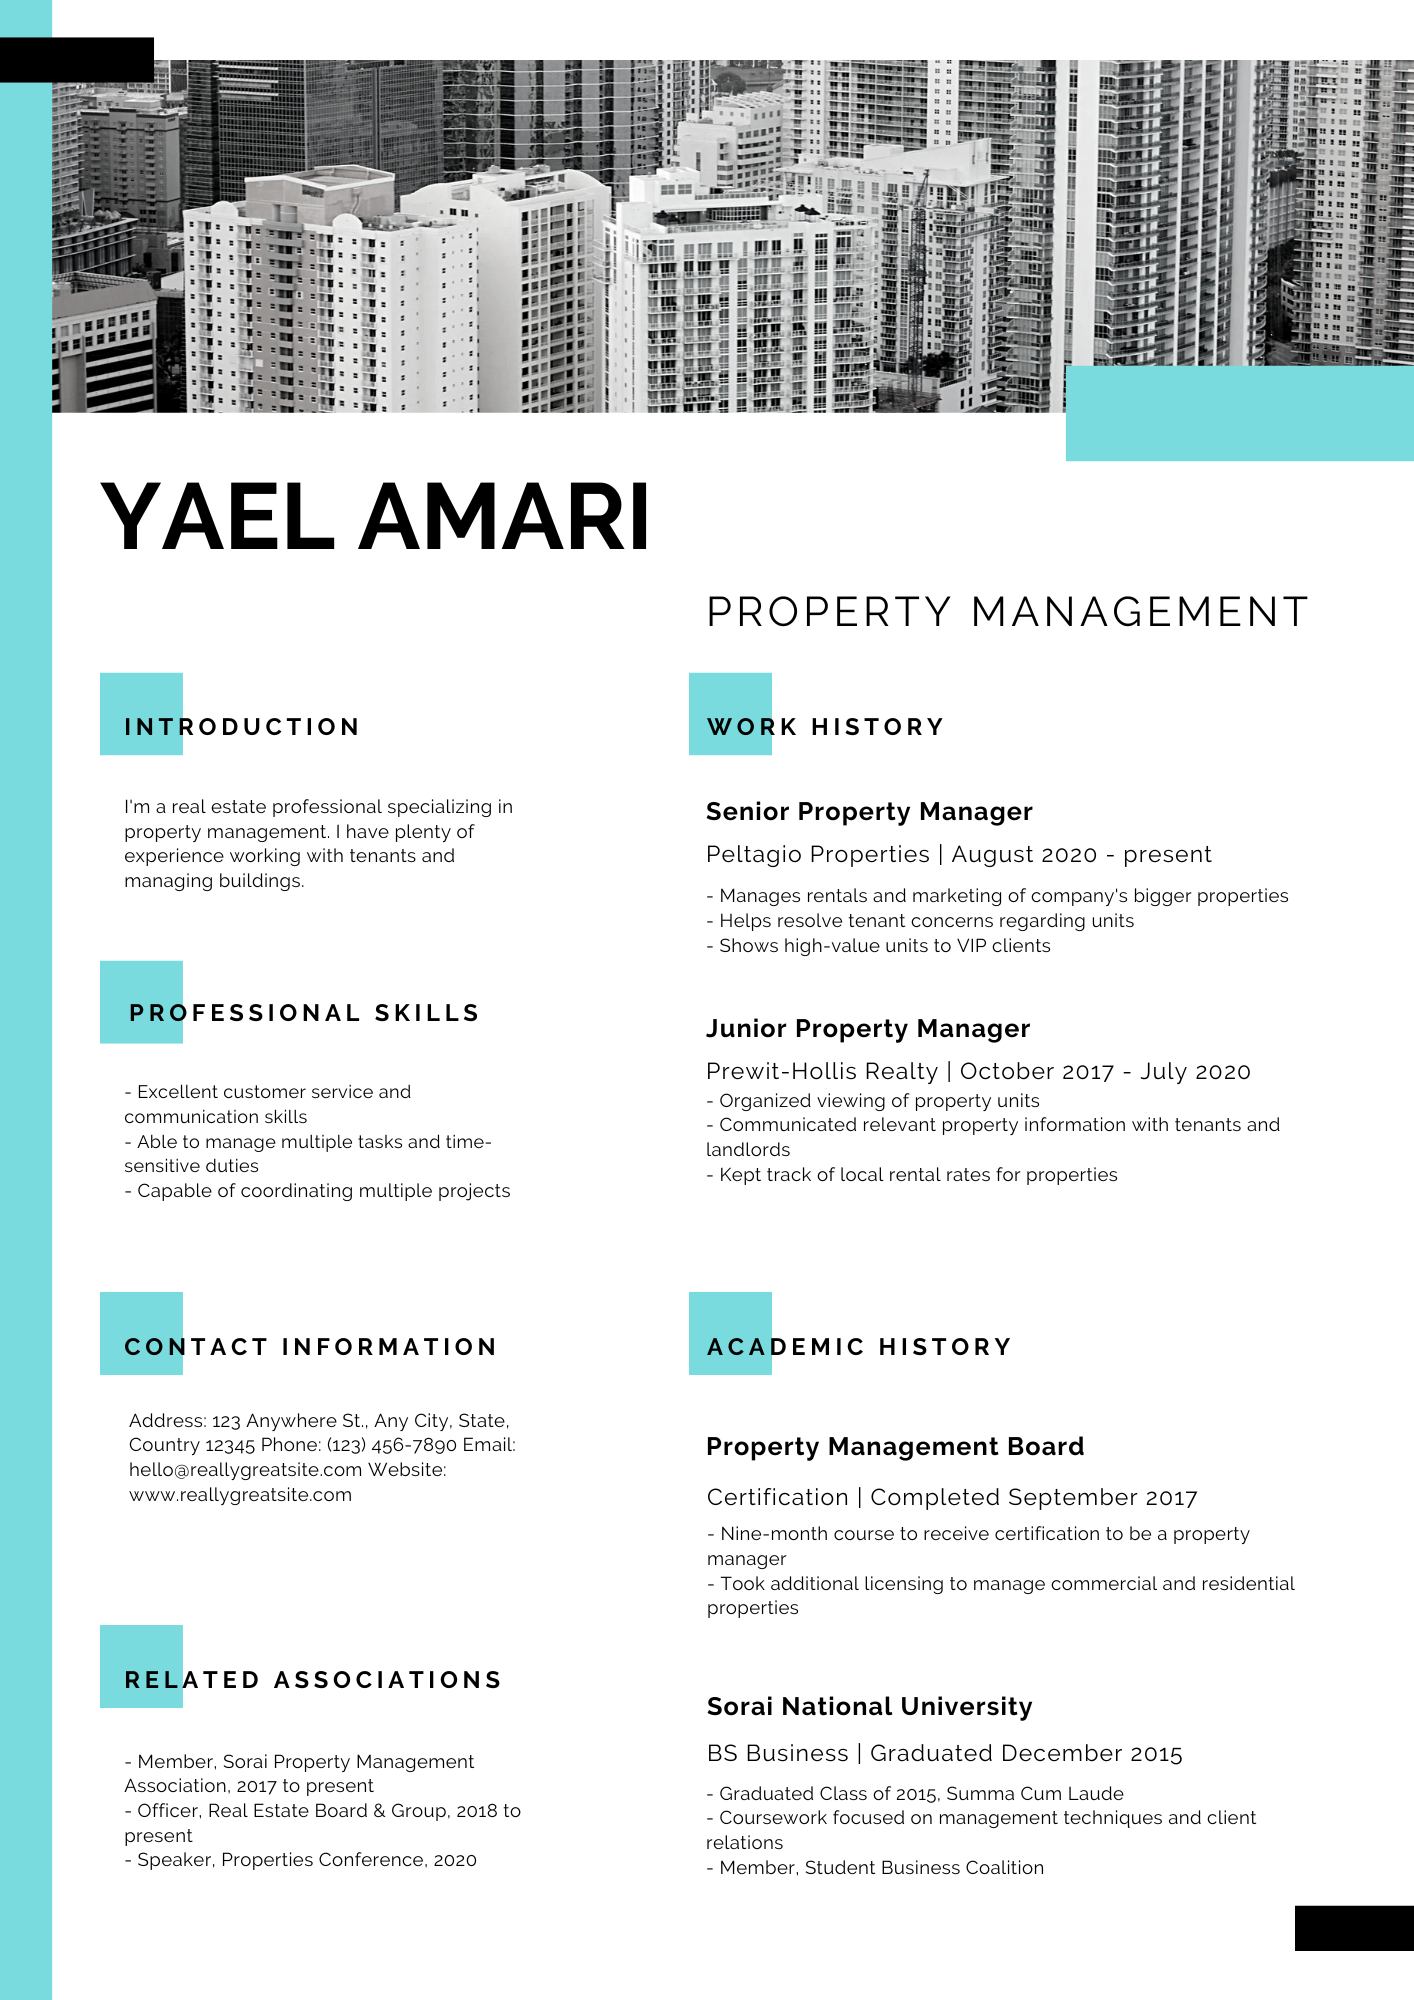 YAEL AMARI
PROPERTY MANAGEMENT
INTRODUCTION
I'm a real estate professional specializing in
property management. I have plenty of
experience working with tenants and
managing buildings.
PROFESSIONAL SKILLS
- Excellent customer service and
communication skills
- Able to manage multiple tasks and time-
sensitive duties
- Capable of coordinating multiple projects
CONTACT INFORMATION
Address: 123 Anywhere St., Any City, State,
Country 12345 Phone: (123) 456-7890 Email:
hello@reallygreatsite.com Website:
www.reallygreatsite.com
RELATED ASSOCIATIONS
- Member, Sorai Property Management
Association, 2017 to present
- Officer, Real Estate Board & Group, 2018 to
present
- Speaker, Properties Conference, 2020
WORK HISTORY
Senior Property Manager
Peltagio Properties | August 2020 - present
- Manages rentals and marketing of company's bigger properties
- Helps resolve tenant concerns regarding units
- Shows high-value units to VIP clients
Junior Property Manager
Prewit-Hollis Realty | October 2017 - July 2020
- Organized viewing of property units
- Communicated relevant property information with tenants and
landlords
- Kept track of local rental rates for properties
ACADEMIC HISTORY
Property Management Board
Certification | Completed September 2017
- Nine-month course to receive certification to be a property
manager
- Took additional licensing to manage commercial and residential
properties
Sorai National University
BS Business | Graduated December 2015
- Graduated Class of 2015, Summa Cum Laude
- Coursework focused on management techniques and client
relations
- Member, Student Business Coalition